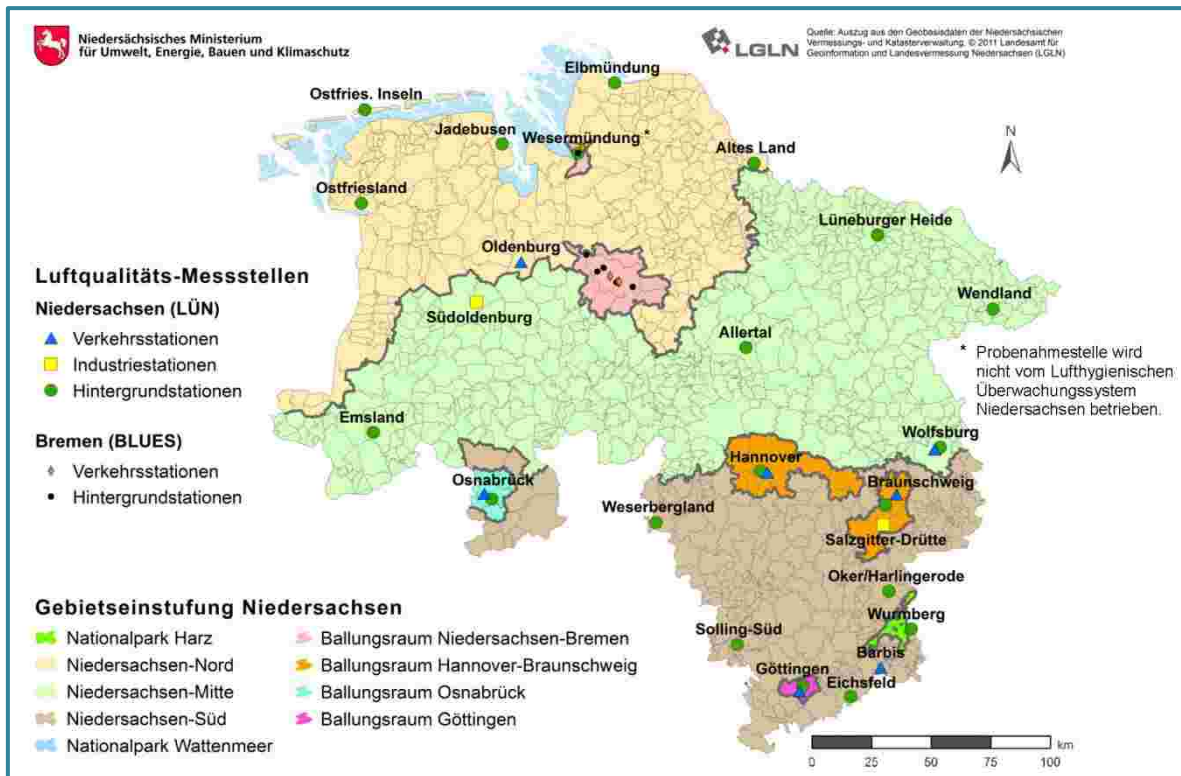 Niedersächsisches Ministerium
für Umwelt, Energie, Bauen und Klimaschutz
LGLN
Quelle: Auszug aus den Geobasisdaten der Niedersächsischen
Vermessungs- und Katasterverwaltung, © 2011 Landesamt für
Geoinformation und Landesvermessung Niedersachsen (LGLN)
Elbmündung
Ostfries. Inseln
Jadebusen
Wesermündung *
Altes Land
N
Ostfriesland
Lüneburger Heide
Oldenburg
Luftqualitäts-Messstellen
Niedersachsen (LÜN)
Verkehrsstationen
Industriestationen
Hintergrundstationen
Bremen (BLUES)
Verkehrsstationen
Hintergrundstationen
Südoldenburg
Wendland
Allertal
* Probenahmestelle wird
nicht vom Lufthygienischen
Überwachungssystem
Niedersachsen betrieben.
Emsland
Wolfsburg
Hannover
Osnabrück
Braunschweig
Weserbergland
Salzgitter-Drütte
Oker/Harlingerode
Wurmberg
Solling-Süd
Barbis
Göttingen
Eichsfeld
Gebietseinstufung Niedersachsen
Nationalpark Harz
Niedersachsen-Nord
Niedersachsen-Mitte
Niedersachsen-Süd
Nationalpark Wattenmeer
Ballungsraum Niedersachsen-Bremen
Ballungsraum Hannover-Braunschweig
Ballungsraum Osnabrück
Ballungsraum Göttingen
km
0 25 50 75 100